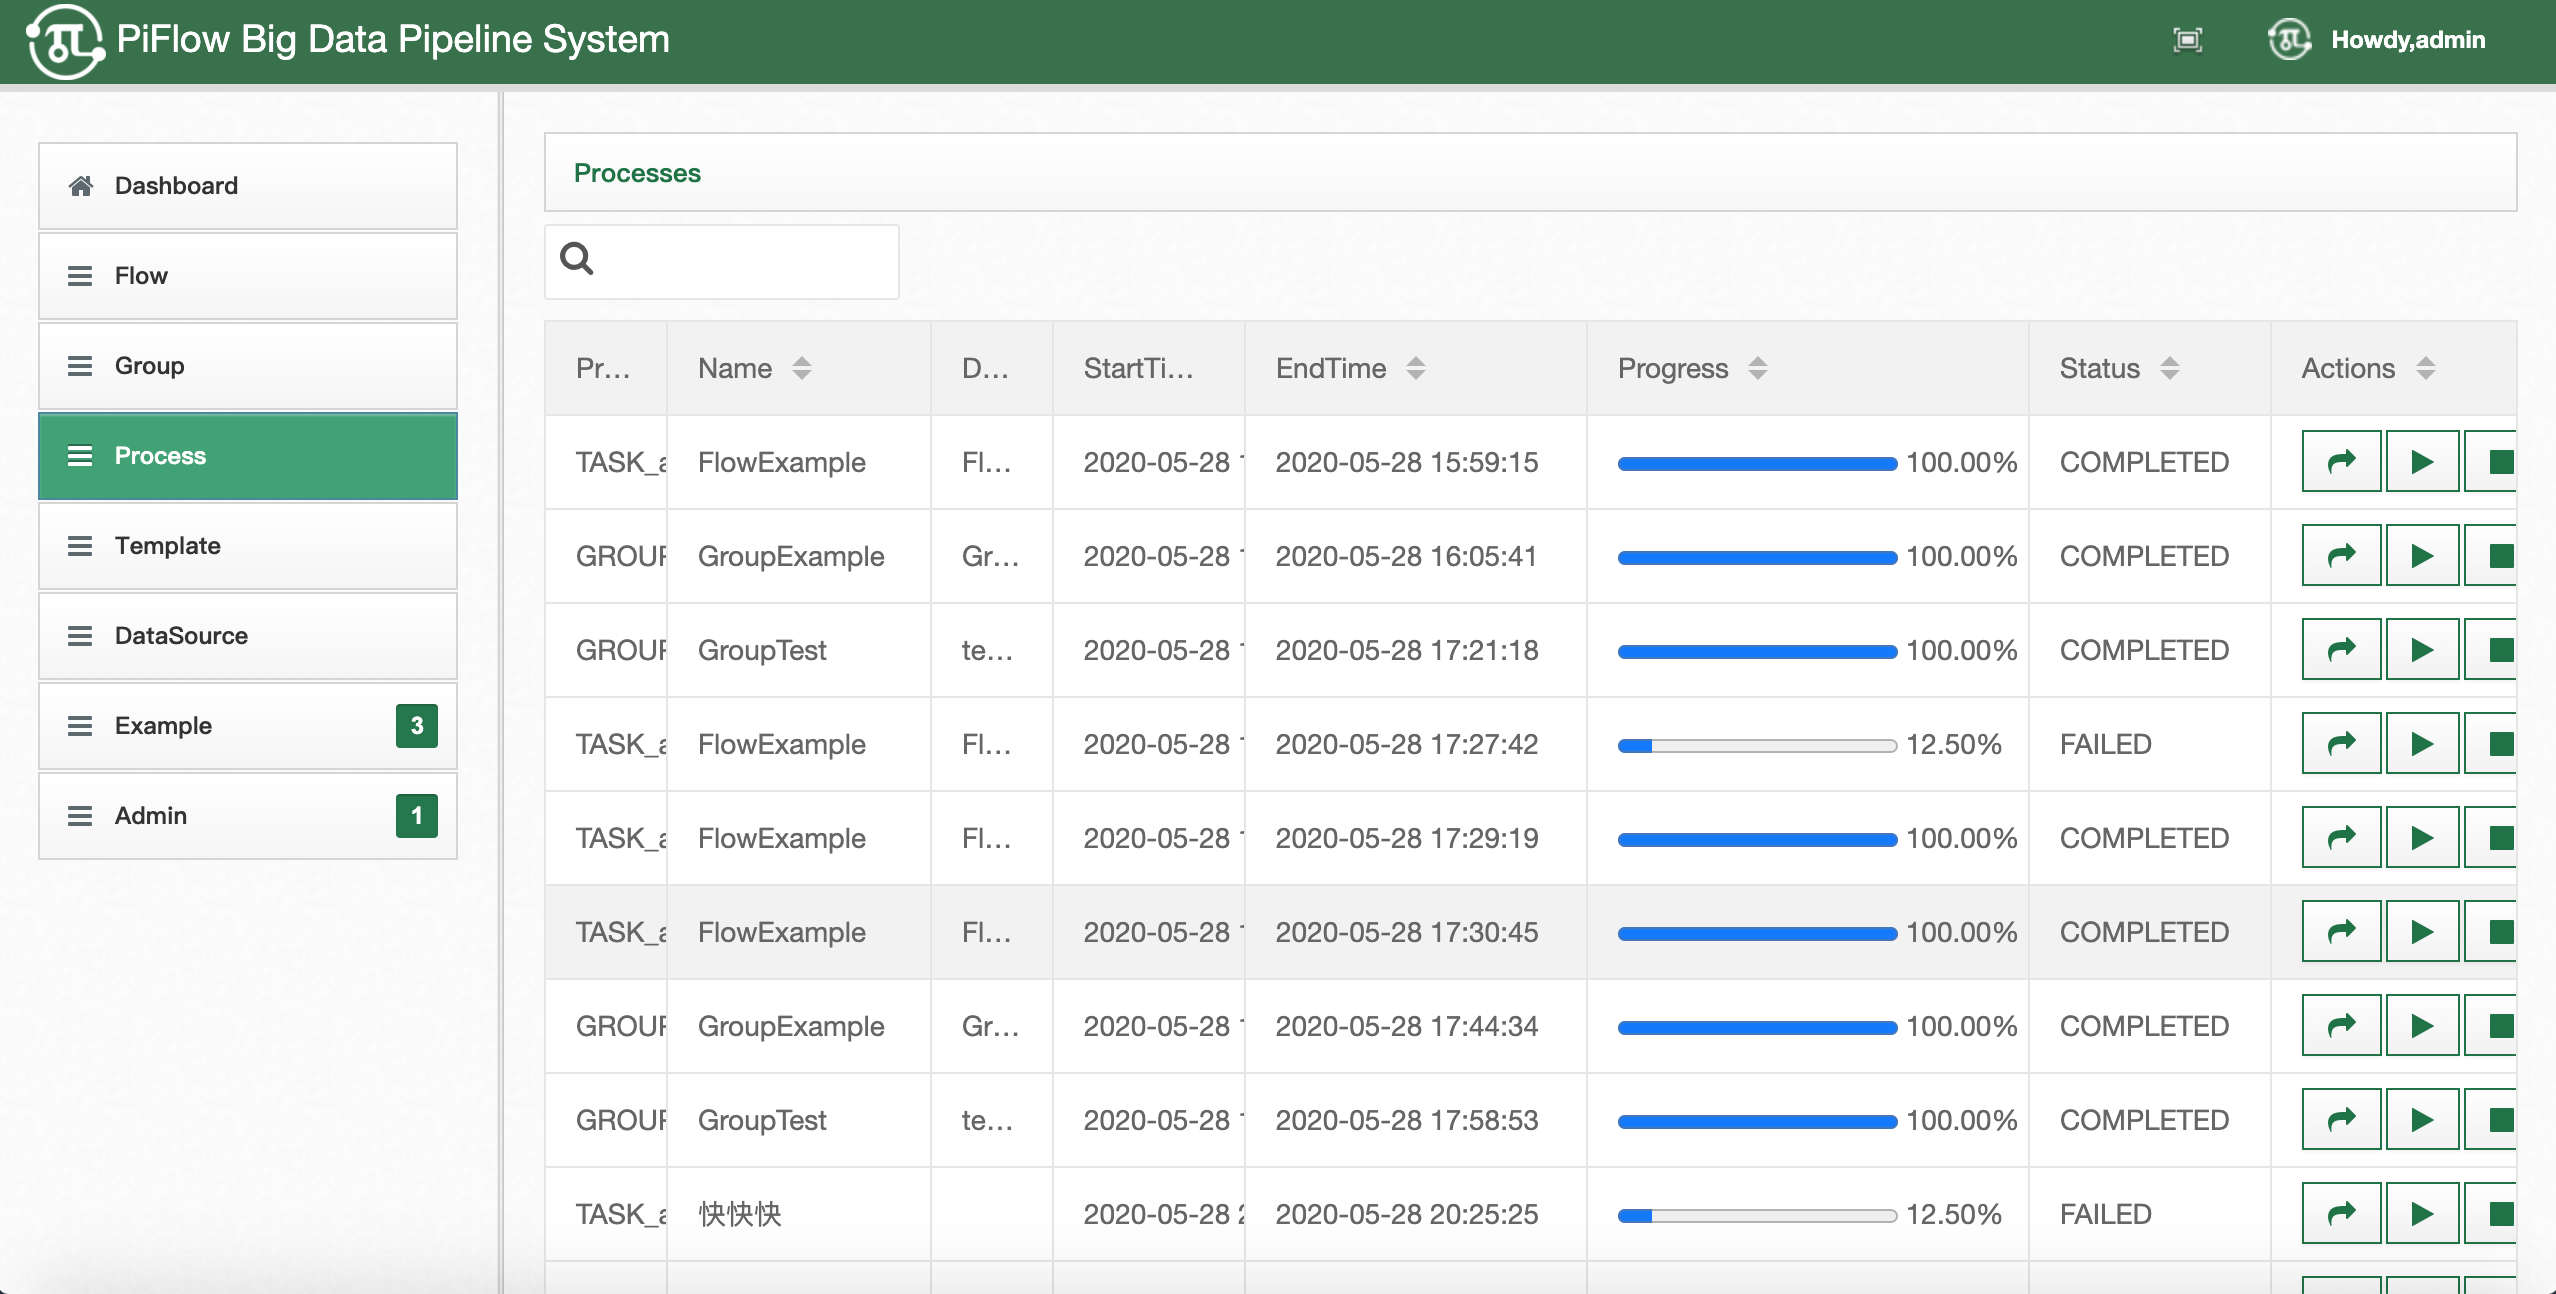 PiFlow Big Data Pipeline System
Howdy,admin
Dashboard
Flow
Group
Process
Template
DataSource
Example 3
Admin 1
Processes
Pr... Name D... StartTi... EndTime Progress Status Actions
TASK_a FlowExample Fl... 2020-05-28 2020-05-28 15:59:15 100.00% COMPLETED
GROUP GroupExample Gr... 2020-05-28 2020-05-28 16:05:41 100.00% COMPLETED
GROUP GroupTest te... 2020-05-28 2020-05-28 17:21:18 100.00% COMPLETED
TASK_a FlowExample Fl... 2020-05-28 2020-05-28 17:27:42 12.50% FAILED
TASK_a FlowExample Fl... 2020-05-28 2020-05-28 17:29:19 100.00% COMPLETED
TASK_a FlowExample Fl... 2020-05-28 2020-05-28 17:30:45 100.00% COMPLETED
GROUP GroupExample Gr... 2020-05-28 2020-05-28 17:44:34 100.00% COMPLETED
GROUP GroupTest te... 2020-05-28 2020-05-28 17:58:53 100.00% COMPLETED
TASK_a 快快快 2020-05-28 2020-05-28 20:25:25 12.50% FAILED